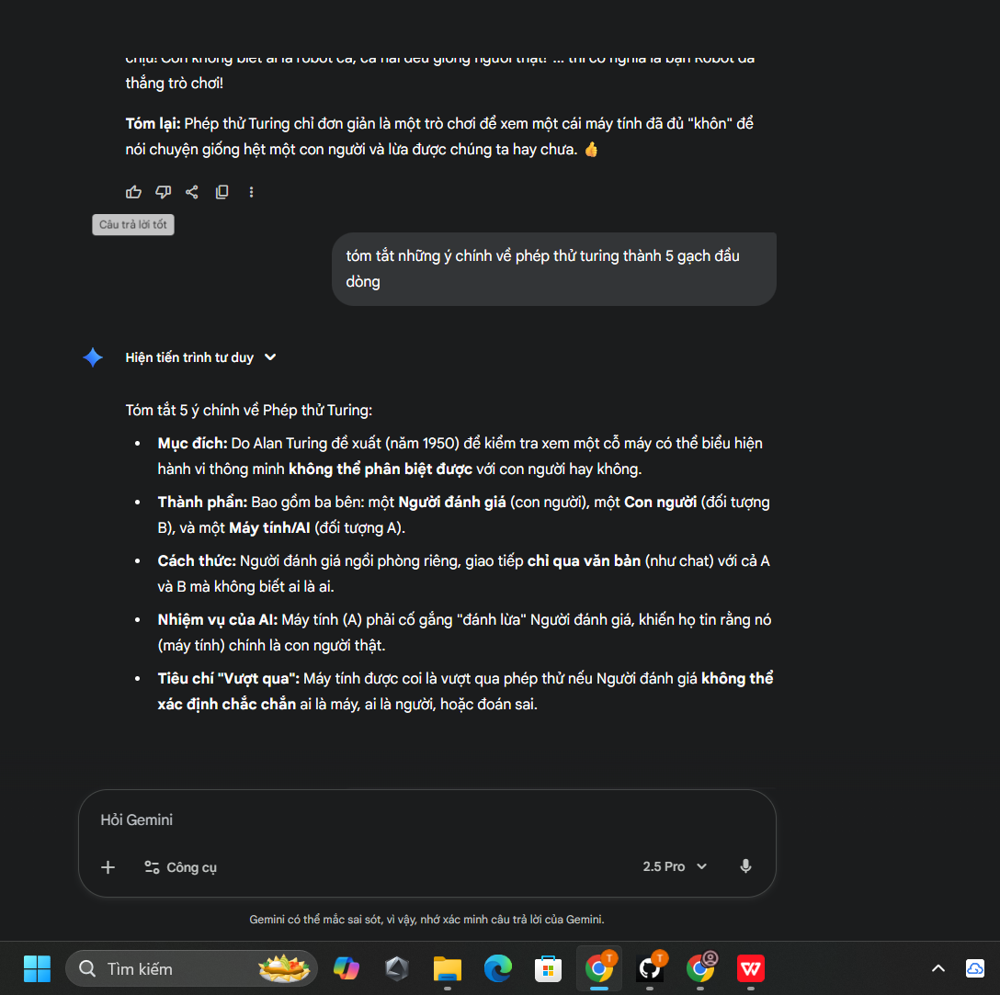 chịu! Con không biết ai là robot cả, cả hai đều giống người thật! "... thì có nghĩa là bạn Robot đã
thắng trò chơi!
Tóm lại: Phép thử Turing chỉ đơn giản là một trò chơi để xem một cái máy tính đã đủ "khôn" để
nói chuyện giống hệt một con người và lừa được chúng ta hay chưa. 👍
Câu trả lời tốt
tóm tắt những ý chính về phép thử turing thành 5 gạch đầu
dòng
Hiện tiến trình tư duy
Tóm tắt 5 ý chính về Phép thử Turing:
• Mục đích: Do Alan Turing đề xuất (năm 1950) để kiểm tra xem một cỗ máy có thể biểu hiện
hành vi thông minh không thể phân biệt được với con người hay không.
• Thành phần: Bao gồm ba bên: một Người đánh giá (con người), một Con người (đối tượng
B), và một Máy tính/AI (đối tượng A).
• Cách thức: Người đánh giá ngồi phòng riêng, giao tiếp chỉ qua văn bản (như chat) với cả A
và B mà không biết ai là ai.
• Nhiệm vụ của AI: Máy tính (A) phải cố gắng "đánh lừa" Người đánh giá, khiến họ tin rằng nó
(máy tính) chính là con người thật.
• Tiêu chí "Vượt qua": Máy tính được coi là vượt qua phép thử nếu Người đánh giá không thể
xác định chắc chắn ai là máy, ai là người, hoặc đoán sai.
Hỏi Gemini
Công cụ
2.5 Pro
Gemini có thể mắc sai sót, vì vậy, nhớ xác minh câu trả lời của Gemini.
Tìm kiếm
T
T
W